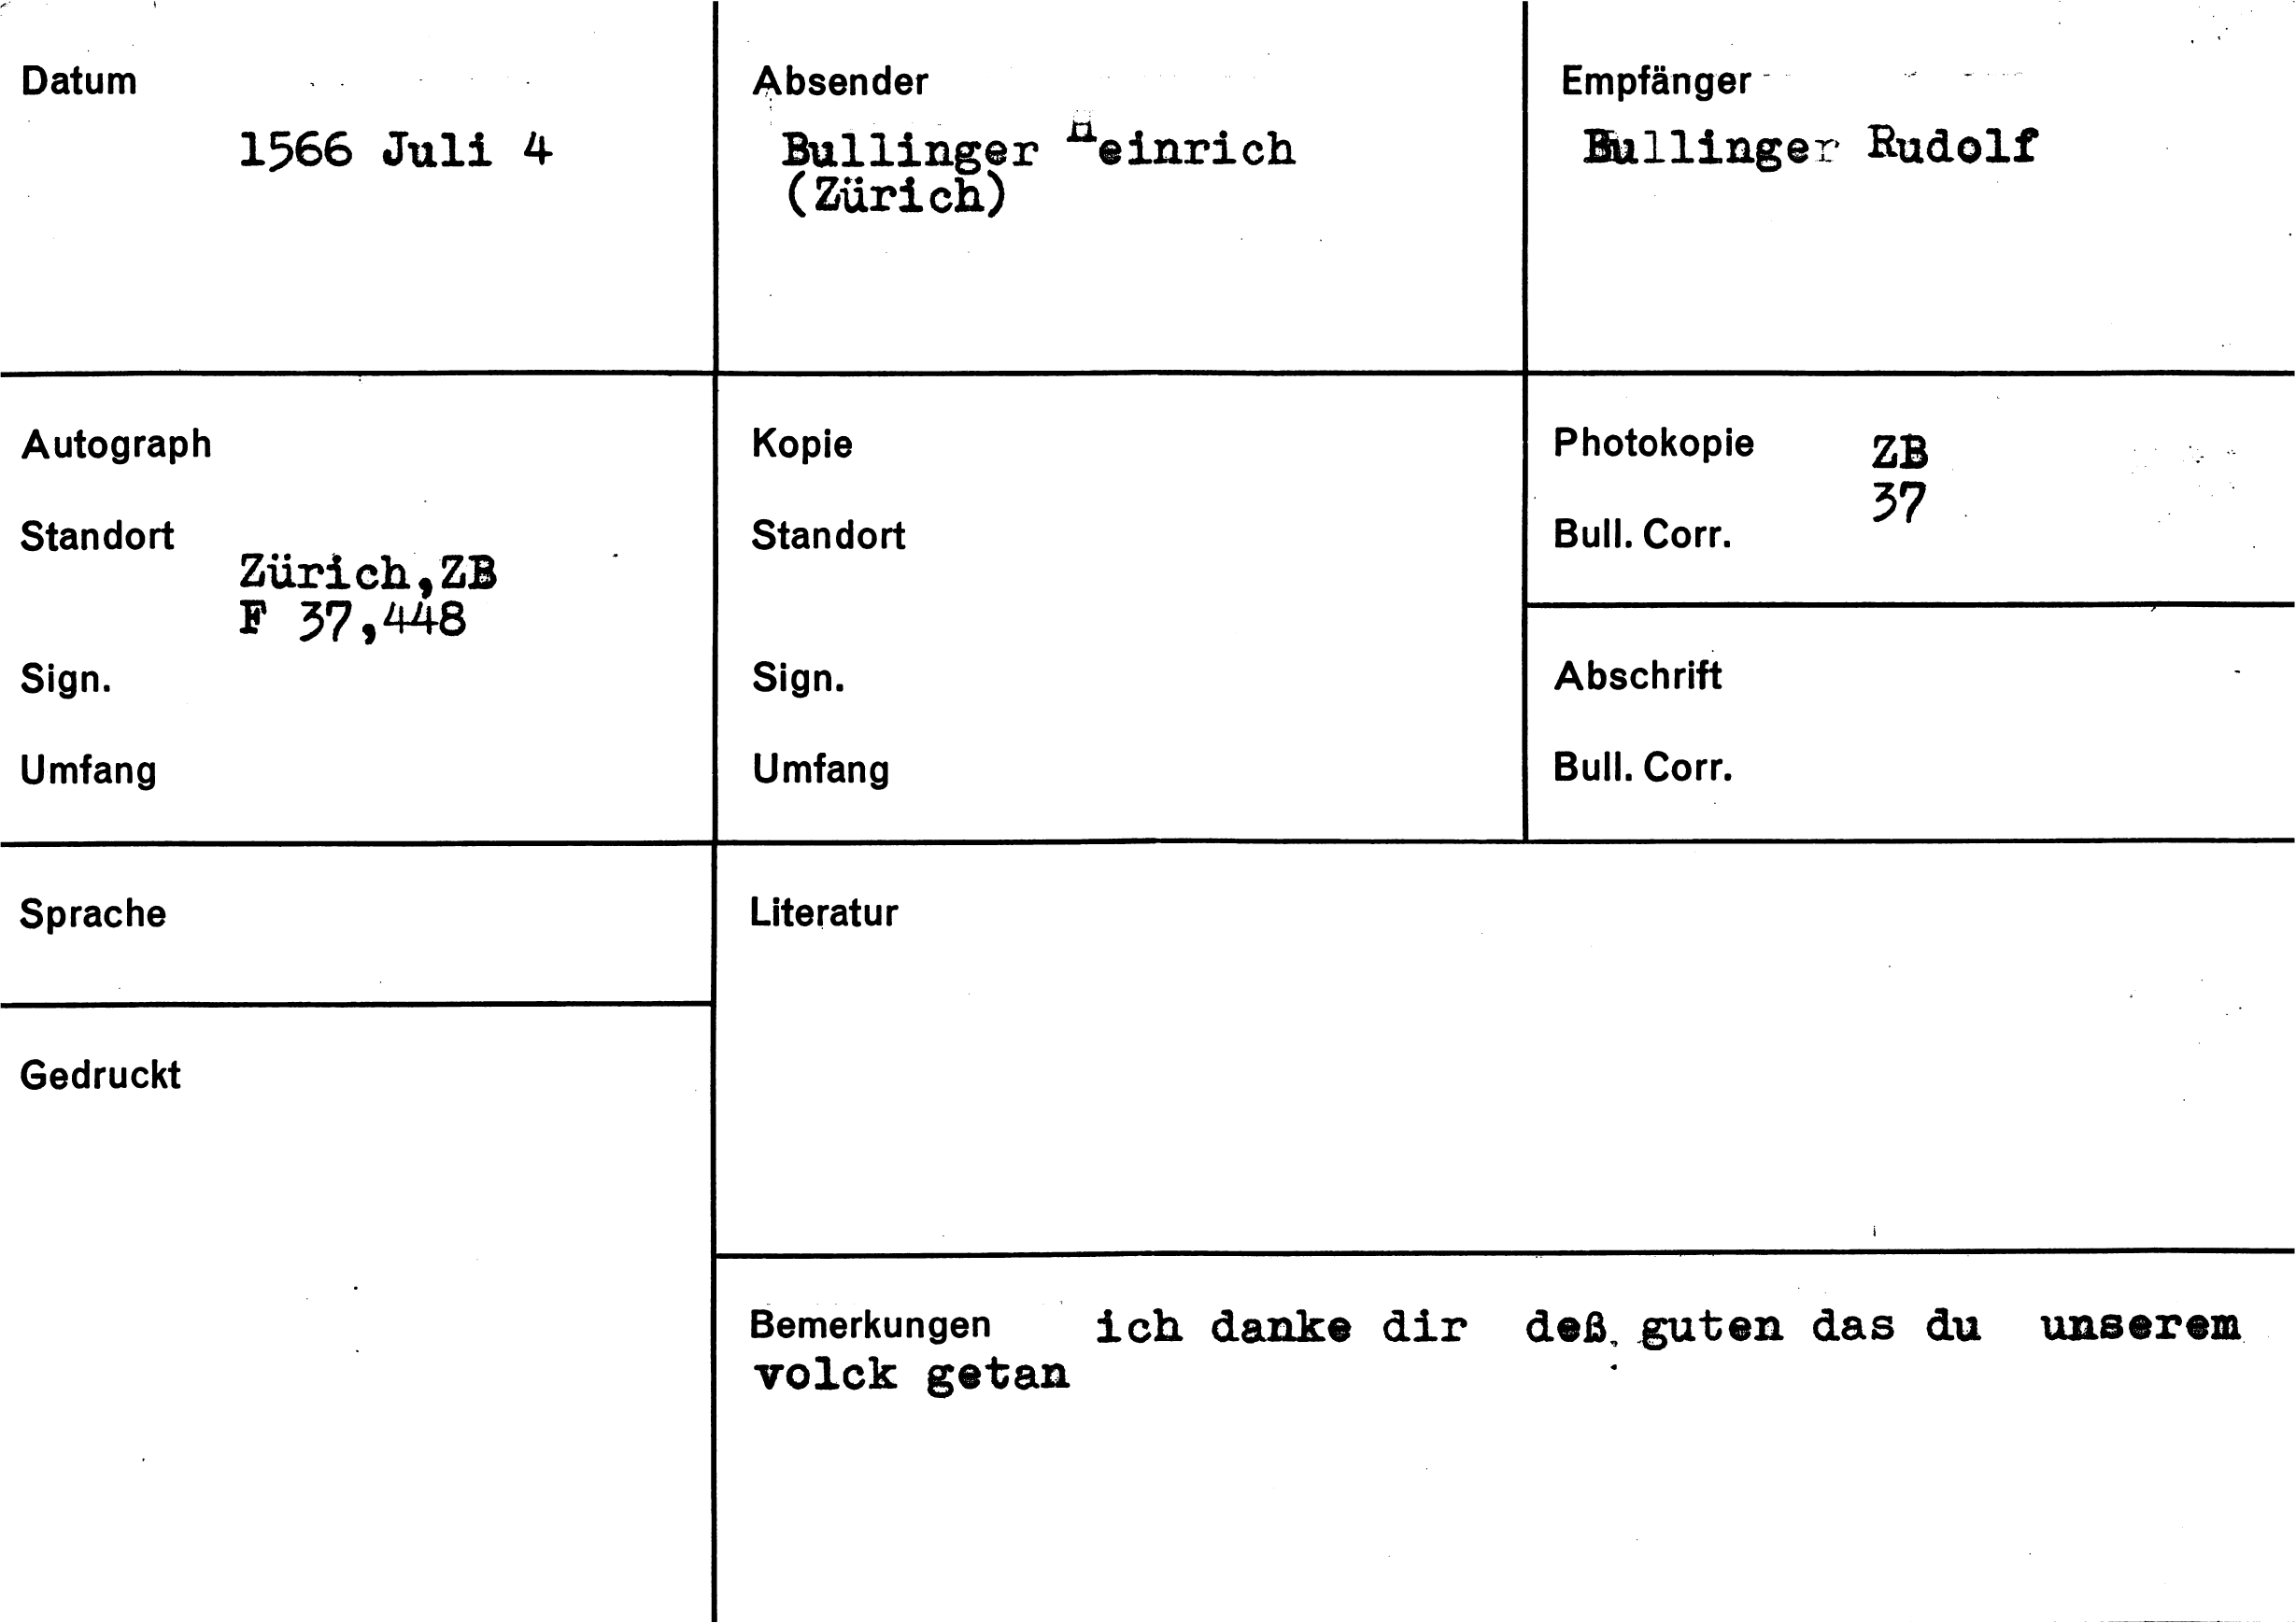 Datum
1566 Juli 4
Absender
Bullinger Heinrich
(Zürich)
Empfänger
Bullinger Rudolf
Autograph
Standort
Zürich,ZB
F 37,448
Sign.
Umfang
Kopie
Standort
Sign.
Umfang
Photokopie ZB
37
Bull. Corr.
Abschrift
Bull. Corr.
Sprache
Literatur
Gedruckt
Bemerkungen ich danke dir deß guten das du unserem
volck getan